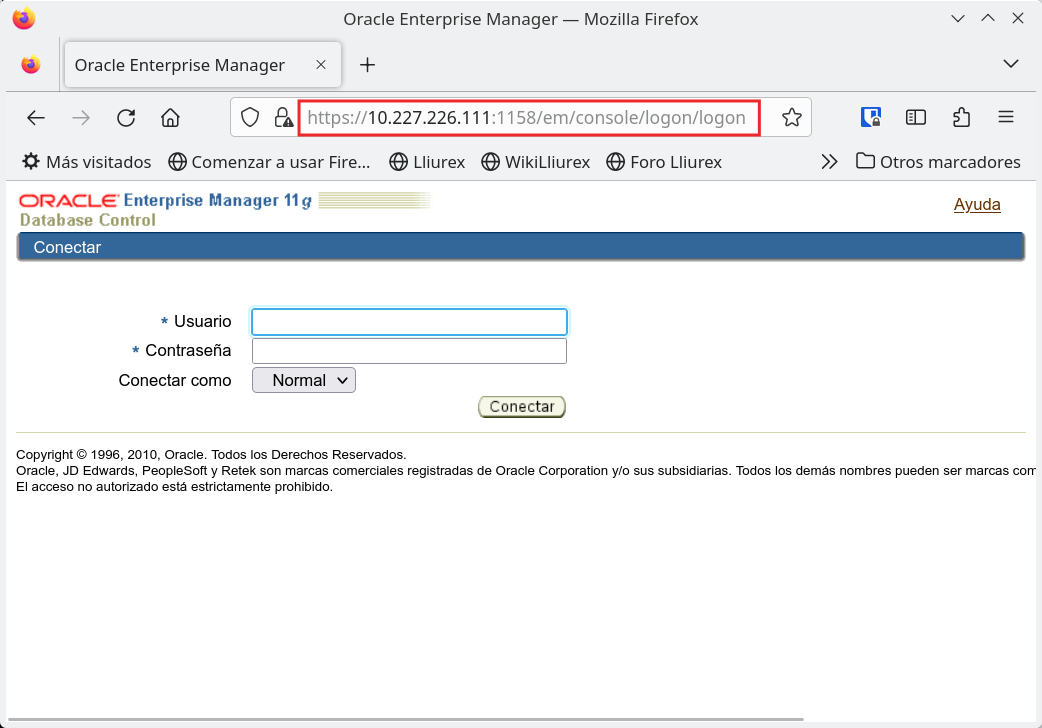 Oracle Enterprise Manager — Mozilla Firefox
Oracle Enterprise Manager
https://10.227.226.111:1158/em/console/logon/logon
Más visitados Comenzar a usar Fire... Lliurex WikiLliurex Foro Lliurex Otros marcadores
ORACLE Enterprise Manager 11g
Database Control
Ayuda
Conectar
* Usuario
* Contraseña
Conectar como Normal
Conectar
Copyright © 1996, 2010, Oracle. Todos los Derechos Reservados.
Oracle, JD Edwards, PeopleSoft y Retek son marcas comerciales registradas de Oracle Corporation y/o sus subsidiarias. Todos los demás nombres pueden ser marcas com
El acceso no autorizado está estrictamente prohibido.